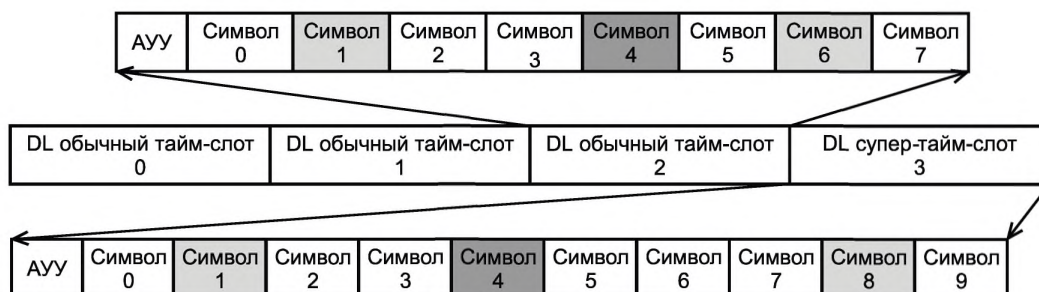 АУУ Символ 0 Символ 1 Символ 2 Символ 3 Символ 4 Символ 5 Символ 6 Символ 7
DL обычный тайм-слот 0 DL обычный тайм-слот 1 DL обычный тайм-слот 2 DL супер-тайм-слот 3
АУУ Символ 0 Символ 1 Символ 2 Символ 3 Символ 4 Символ 5 Символ 6 Символ 7 Символ 8 Символ 9